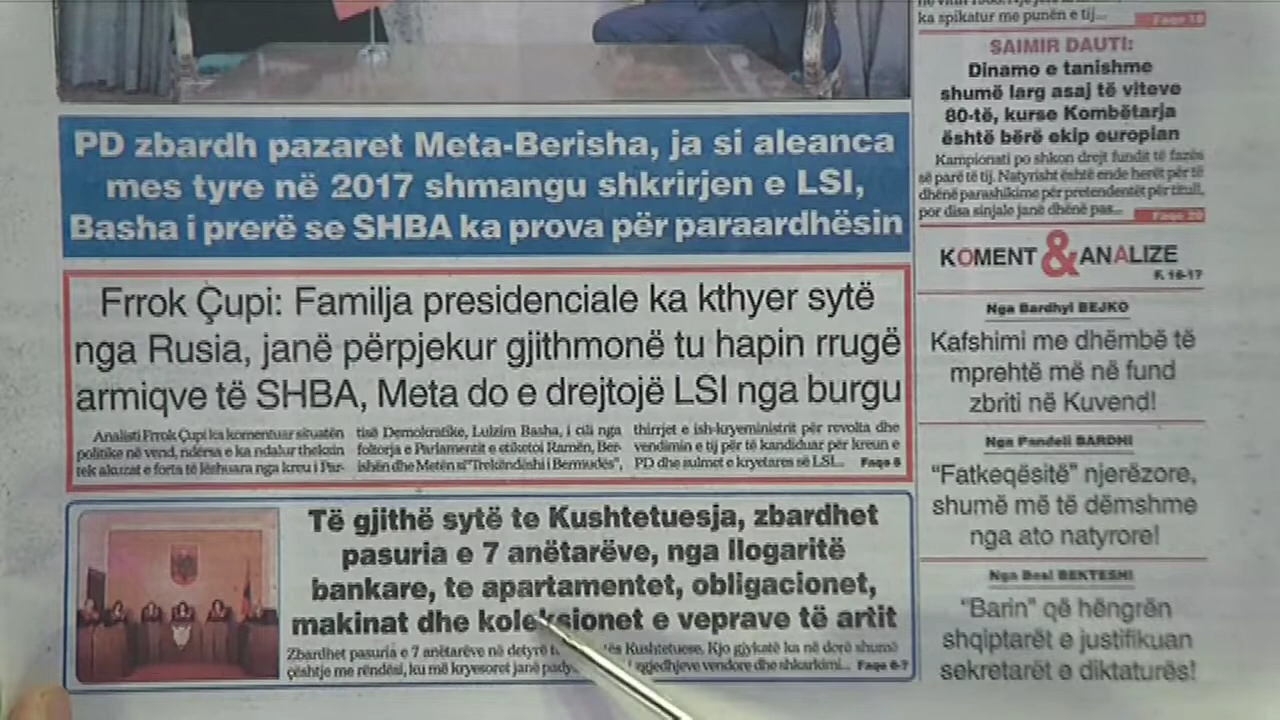 PD zbardh pazaret Meta-Berisha, ja si aleanca
mes tyre në 2017 shmangu shkrirjen e LSI,
Basha i prerë se SHBA ka prova për paraardhësin
Frrok Çupi: Familja presidenciale ka kthyer sytë
nga Rusia, janë përpjekur gjithmonë tu hapin rrugë
armiqve të SHBA, Meta do e drejtojë LSI nga burgu
Analisti Frrok Çupi ka komentuar situatën
politike në vend, ndërsa e ka ndalur theksin
tek akuzat e forta të lëshuara nga kreu i Par-
tisë Demokratike, Lulzim Basha, i cili nga
foltorja e Parlamentit e etiketoi Ramën, Ber-
ishën dhe Metën si "Trekëndëshi i Bermudës",
thirrjet e ish-kryeministrit për revolta dhe
vendimin e tij për të kandiduar për kreun e
PD dhe sulmet e kryetares së LSI...
Të gjithë sytë te Kushtetuesja, zbardhet
pasuria e 7 anëtarëve, nga llogaritë
bankare, te apartamentet, obligacionet,
makinat dhe koleksionet e veprave të artit
Zbardhet pasuria e 7 anëtarëve në detyrë Kushtetuese. Kjo gjykatë ka në dorë shumë
çështje me rëndësi, ku më kryesoret janë vendore dhe shkarkimi... Faqe 6-7
ka spikatur me punën e tij... Faqe 19
SAIMIR DAUTI:
Dinamo e tanishme
shumë larg asaj të viteve
80-të, kurse Kombëtarja
është bërë ekip europian
Kampionati po shkon drejt fundit të fazës
së parë të tij. Natyrisht është ende herët për të
dhënë parashikime për pretendentët për titull,
por disa sinjale janë dhënë pas... Faqe 20
KOMENT & ANALIZE
F. 16-17
Nga Bardhyl BEJKO
Kafshimi me dhëmbë të
mprehtë më në fund
zbriti në Kuvend!
Nga Pandeli BARDHI
"Fatkeqësitë" njerëzore,
shumë më të dëmshme
nga ato natyrore!
Nga Besi BEKTESHI
"Barin" që hëngrën
shqiptarët e justifikuan
sekretarët e diktaturës!